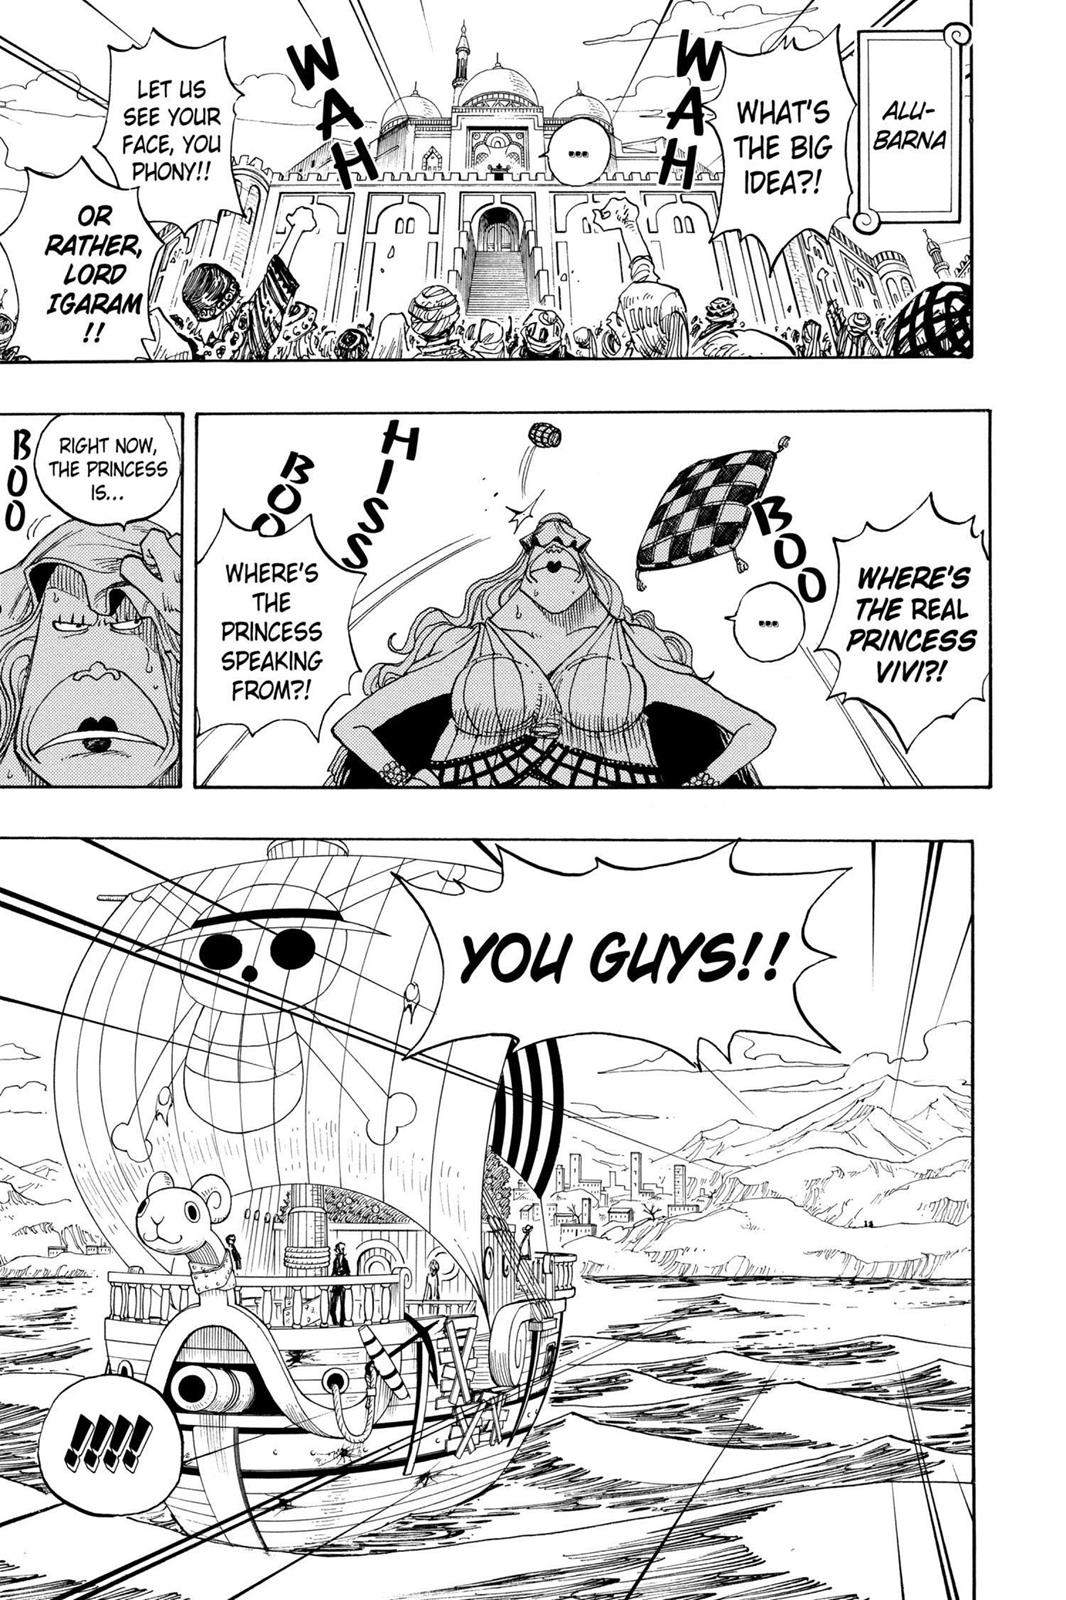 ALU-
BARNA
WHAT'S
THE BIG
IDEA?!
WAH
...
WAH
LET US
SEE YOUR
FACE, YOU
PHONY!!
OR
RATHER,
LORD
IGARAM
!!
WHERE'S
THE REAL
PRINCESS
VIVI?!
BOO
...
HISS
BOO
WHERE'S
THE
PRINCESS
SPEAKING
FROM?!
RIGHT NOW,
THE PRINCESS
IS...
BOO
YOU GUYS!!
!!!!